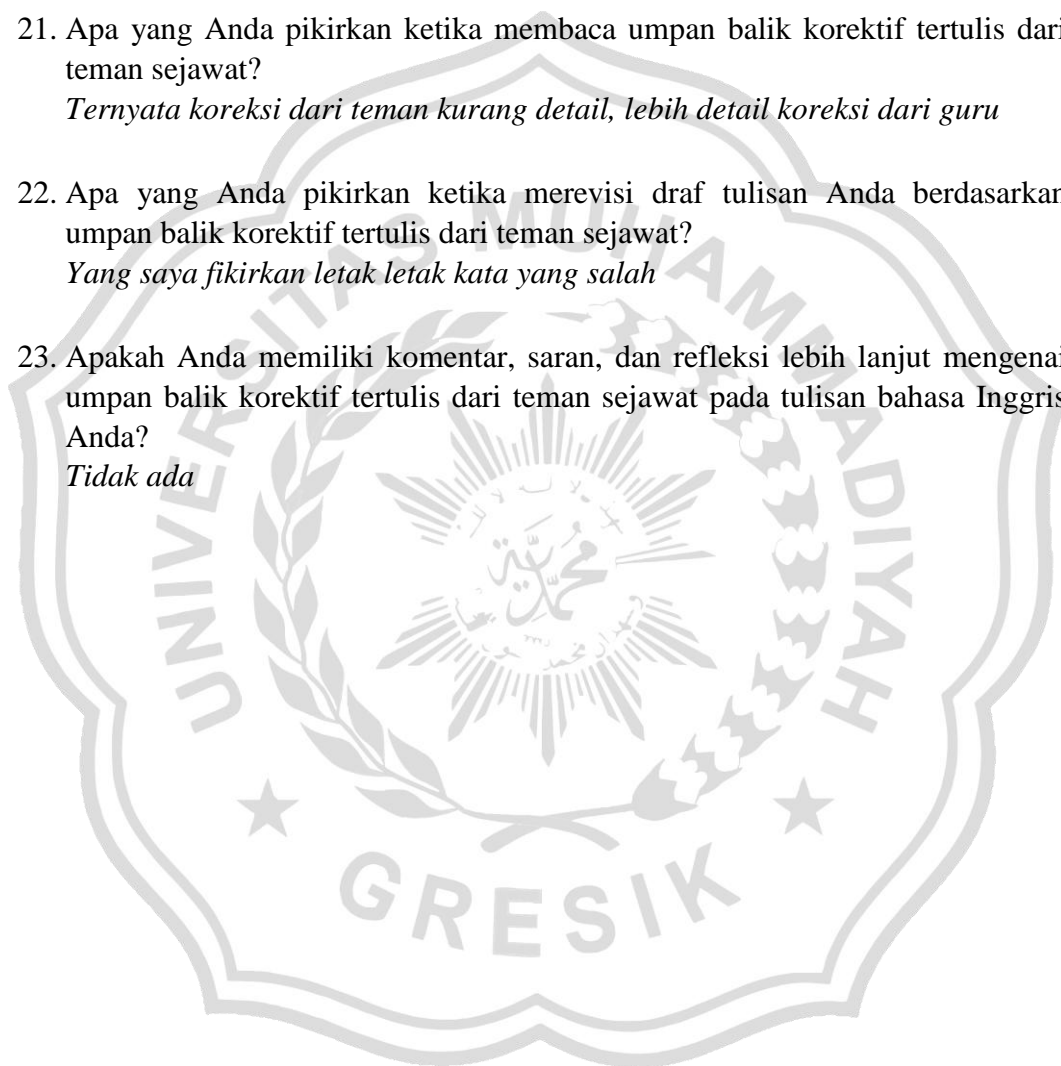 21. Apa yang Anda pikirkan ketika membaca umpan balik korektif tertulis dari
teman sejawat?
Ternyata koreksi dari teman kurang detail, lebih detail koreksi dari guru
22. Apa yang Anda pikirkan ketika merevisi draf tulisan Anda berdasarkan
umpan balik korektif tertulis dari teman sejawat?
Yang saya fikirkan letak letak kata yang salah
23. Apakah Anda memiliki komentar, saran, dan refleksi lebih lanjut mengenai
umpan balik korektif tertulis dari teman sejawat pada tulisan bahasa Inggris
Anda?
Tidak ada
UNIVERSITAS MUHAMMADIYAH
GRESIK